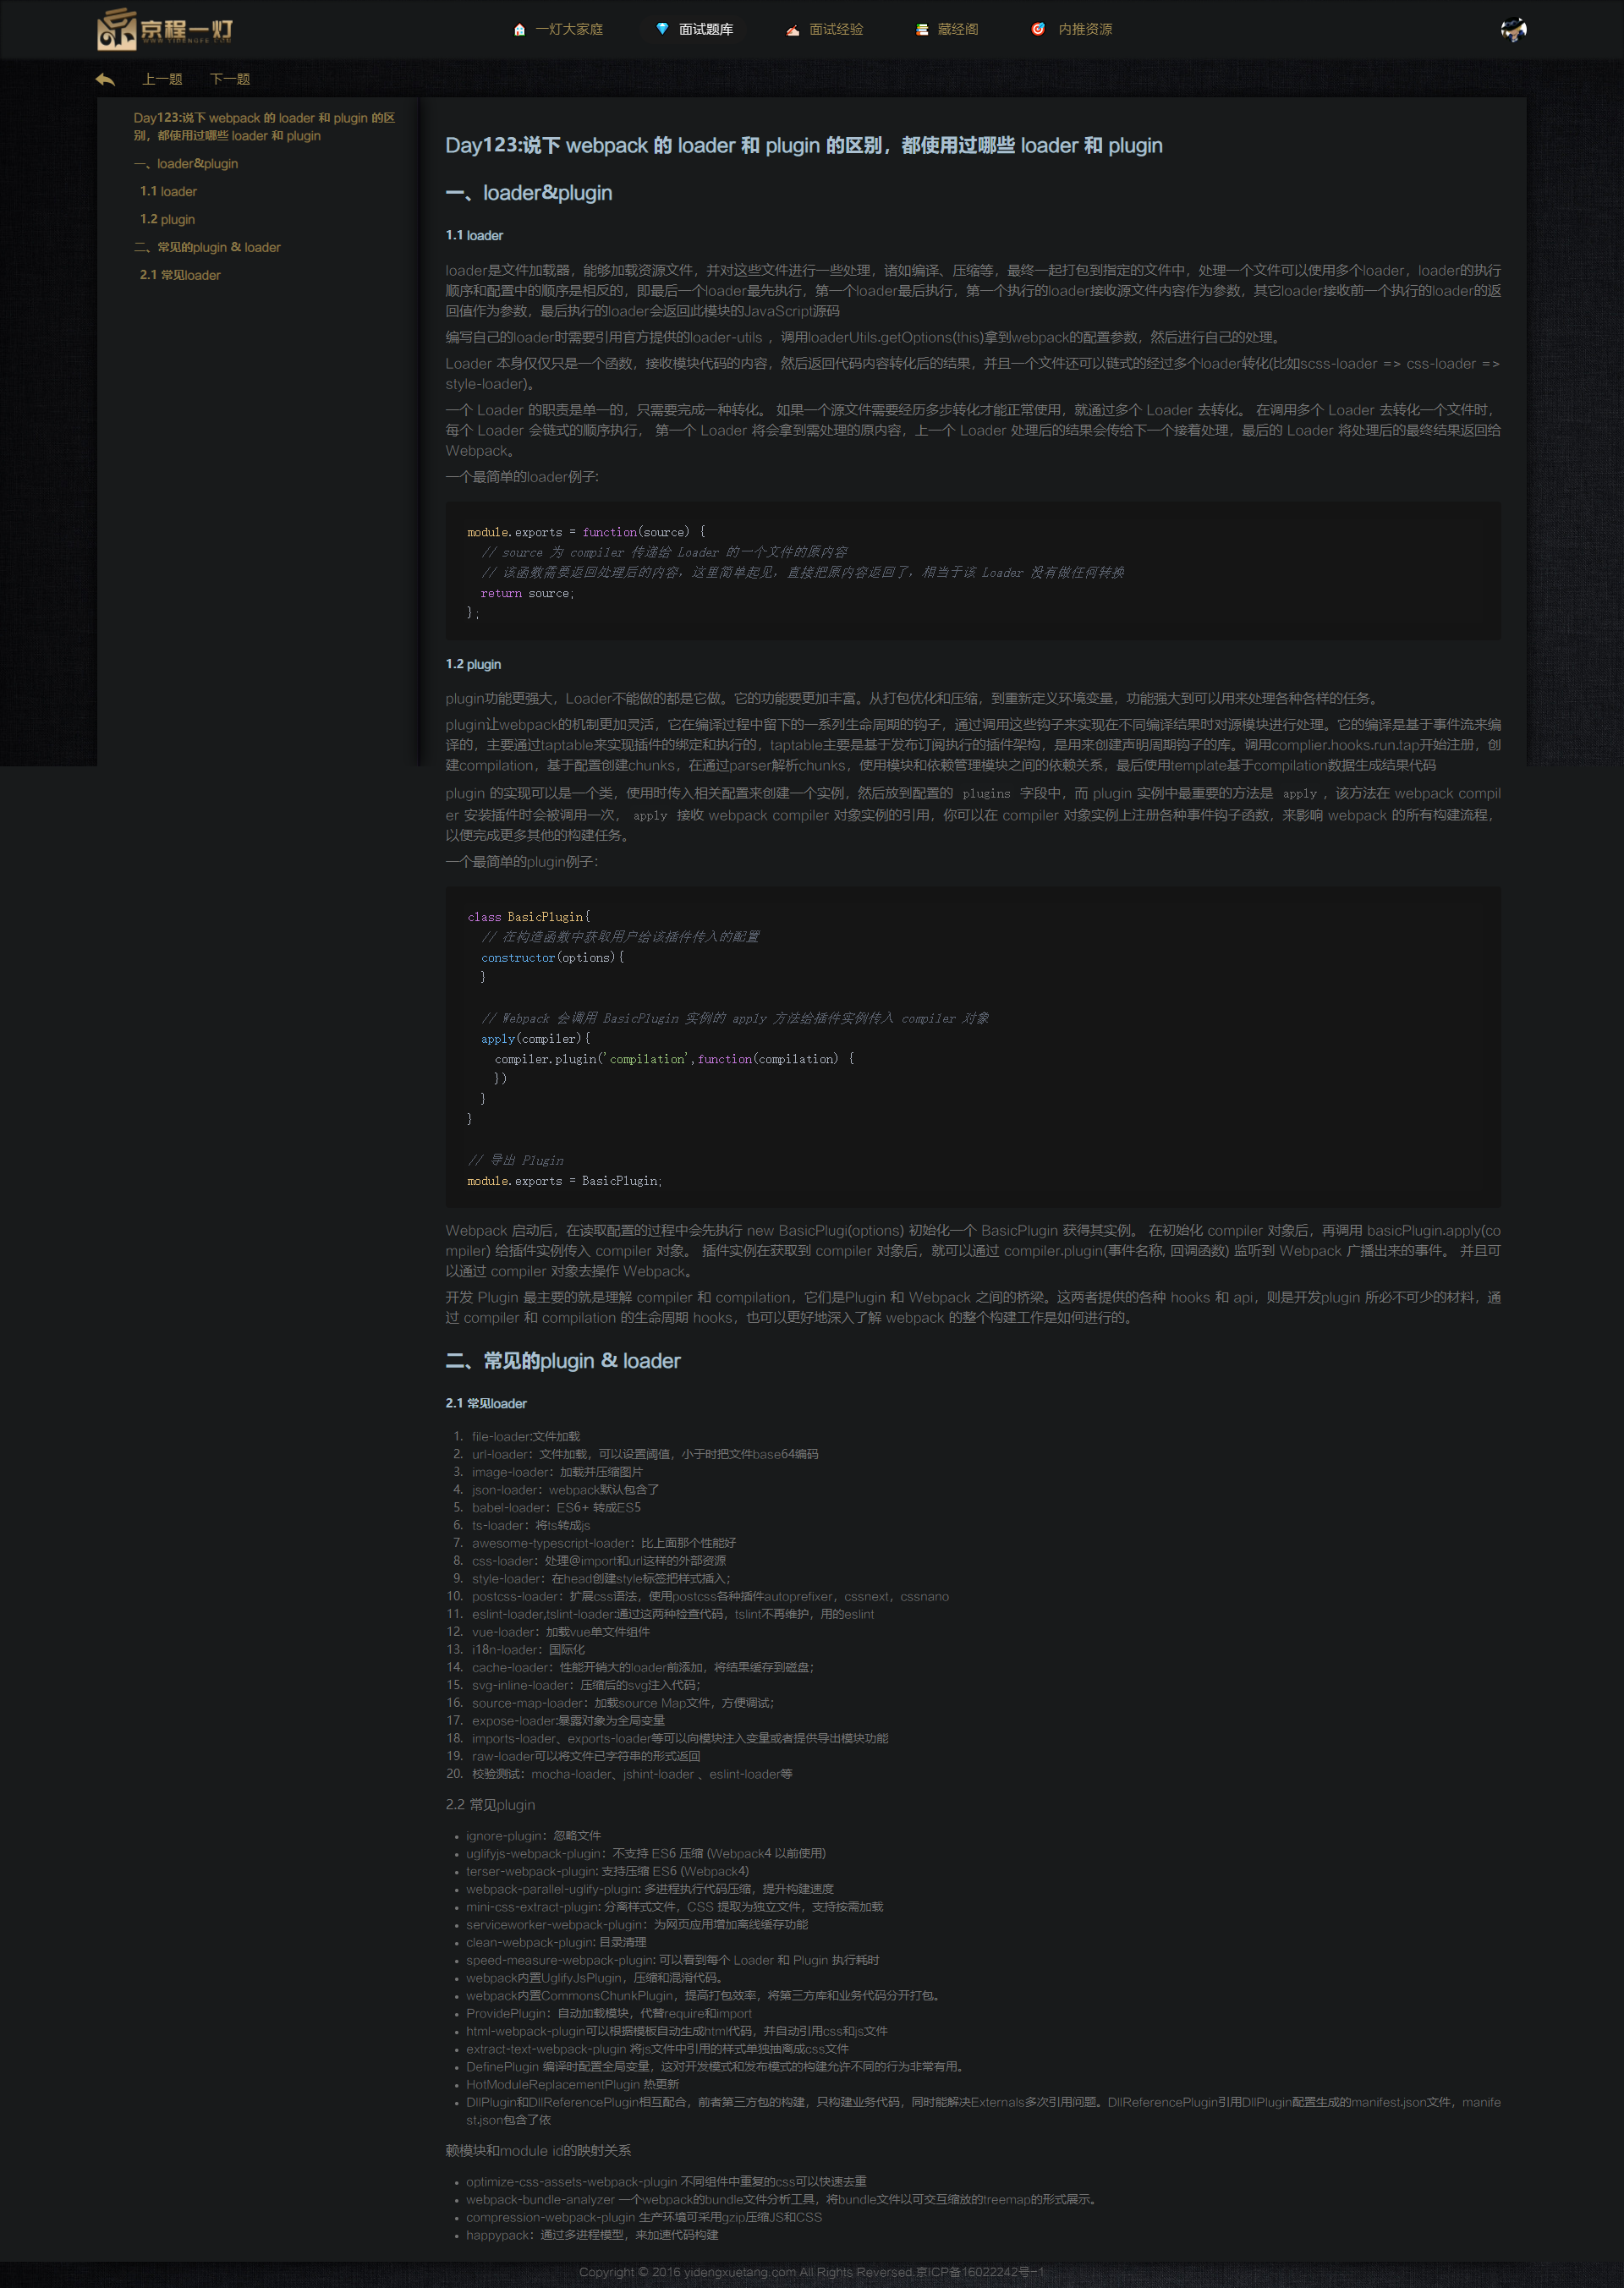 京程一灯
WWW.YIDENGFE.COM
一灯大家庭
面试题库
面试经验
藏经阁
内推资源
上一题
下一题
Day123:说下 webpack 的 loader 和 plugin 的区
别，都使用过哪些 loader 和 plugin
一、loader&plugin
1.1 loader
1.2 plugin
二、常见的plugin & loader
2.1 常见loader
Day123:说下 webpack 的 loader 和 plugin 的区别，都使用过哪些 loader 和 plugin
一、loader&plugin
1.1 loader
loader是文件加载器，能够加载资源文件，并对这些文件进行一些处理，诸如编译、压缩等，最终一起打包到指定的文件中，处理一个文件可以使用多个loader，loader的执行
顺序和配置中的顺序是相反的，即最后一个loader最先执行，第一个loader最后执行，第一个执行的loader接收源文件内容作为参数，其它loader接收前一个执行的loader的返
回值作为参数，最后执行的loader会返回此模块的JavaScript源码
编写自己的loader时需要引用官方提供的loader-utils ，调用loaderUtils.getOptions(this)拿到webpack的配置参数，然后进行自己的处理。
Loader 本身仅仅只是一个函数，接收模块代码的内容，然后返回代码内容转化后的结果，并且一个文件还可以链式的经过多个loader转化(比如scss-loader => css-loader =>
style-loader)。
一个 Loader 的职责是单一的，只需要完成一种转化。 如果一个源文件需要经历多步转化才能正常使用，就通过多个 Loader 去转化。 在调用多个 Loader 去转化一个文件时，
每个 Loader 会链式的顺序执行， 第一个 Loader 将会拿到需处理的原内容，上一个 Loader 处理后的结果会传给下一个接着处理，最后的 Loader 将处理后的最终结果返回给
Webpack。
一个最简单的loader例子:
module.exports = function(source) {
// source 为 compiler 传递给 Loader 的一个文件的原内容
// 该函数需要返回处理后的内容，这里简单起见，直接把原内容返回了，相当于该 Loader 没有做任何转换
return source;
};
1.2 plugin
plugin功能更强大，Loader不能做的都是它做。它的功能要更加丰富。从打包优化和压缩，到重新定义环境变量，功能强大到可以用来处理各种各样的任务。
plugin让webpack的机制更加灵活，它在编译过程中留下的一系列生命周期的钩子，通过调用这些钩子来实现在不同编译结果时对源模块进行处理。它的编译是基于事件流来编
译的，主要通过taptable来实现插件的绑定和执行的，taptable主要是基于发布订阅执行的插件架构，是用来创建声明周期钩子的库。调用complier.hooks.run.tap开始注册，创
建compilation，基于配置创建chunks，在通过parser解析chunks，使用模块和依赖管理模块之间的依赖关系，最后使用template基于compilation数据生成结果代码
plugin 的实现可以是一个类，使用时传入相关配置来创建一个实例，然后放到配置的 plugins 字段中，而 plugin 实例中最重要的方法是 apply ，该方法在 webpack compil
er 安装插件时会被调用一次， apply 接收 webpack compiler 对象实例的引用，你可以在 compiler 对象实例上注册各种事件钩子函数，来影响 webpack 的所有构建流程，
以便完成更多其他的构建任务。
一个最简单的plugin例子:
class BasicPlugin{
// 在构造函数中获取用户给该插件传入的配置
constructor(options){
}
// Webpack 会调用 BasicPlugin 实例的 apply 方法给插件实例传入 compiler 对象
apply(compiler){
compiler.plugin('compilation',function(compilation) {
})
}
}
// 导出 Plugin
module.exports = BasicPlugin;
Webpack 启动后，在读取配置的过程中会先执行 new BasicPlugi(options) 初始化一个 BasicPlugin 获得其实例。 在初始化 compiler 对象后，再调用 basicPlugin.apply(co
mpiler) 给插件实例传入 compiler 对象。 插件实例在获取到 compiler 对象后，就可以通过 compiler.plugin(事件名称, 回调函数) 监听到 Webpack 广播出来的事件。 并且可
以通过 compiler 对象去操作 Webpack。
开发 Plugin 最主要的就是理解 compiler 和 compilation，它们是Plugin 和 Webpack 之间的桥梁。这两者提供的各种 hooks 和 api，则是开发plugin 所必不可少的材料，通
过 compiler 和 compilation 的生命周期 hooks，也可以更好地深入了解 webpack 的整个构建工作是如何进行的。
二、常见的plugin & loader
2.1 常见loader
1. file-loader:文件加载
2. url-loader：文件加载，可以设置阈值，小于时把文件base64编码
3. image-loader：加载并压缩图片
4. json-loader：webpack默认包含了
5. babel-loader：ES6+ 转成ES5
6. ts-loader：将ts转成js
7. awesome-typescript-loader：比上面那个性能好
8. css-loader：处理@import和url这样的外部资源
9. style-loader：在head创建style标签把样式插入；
10. postcss-loader：扩展css语法，使用postcss各种插件autoprefixer，cssnext，cssnano
11. eslint-loader,tslint-loader:通过这两种检查代码，tslint不再维护，用的eslint
12. vue-loader：加载vue单文件组件
13. i18n-loader：国际化
14. cache-loader：性能开销大的loader前添加，将结果缓存到磁盘；
15. svg-inline-loader：压缩后的svg注入代码；
16. source-map-loader：加载source Map文件，方便调试；
17. expose-loader:暴露对象为全局变量
18. imports-loader、exports-loader等可以向模块注入变量或者提供导出模块功能
19. raw-loader可以将文件已字符串的形式返回
20. 校验测试：mocha-loader、jshint-loader 、eslint-loader等
2.2 常见plugin
• ignore-plugin：忽略文件
• uglifyjs-webpack-plugin：不支持 ES6 压缩 (Webpack4 以前使用)
• terser-webpack-plugin: 支持压缩 ES6 (Webpack4)
• webpack-parallel-uglify-plugin: 多进程执行代码压缩，提升构建速度
• mini-css-extract-plugin: 分离样式文件，CSS 提取为独立文件，支持按需加载
• serviceworker-webpack-plugin：为网页应用增加离线缓存功能
• clean-webpack-plugin: 目录清理
• speed-measure-webpack-plugin: 可以看到每个 Loader 和 Plugin 执行耗时
• webpack内置UglifyJsPlugin，压缩和混淆代码。
• webpack内置CommonsChunkPlugin，提高打包效率，将第三方库和业务代码分开打包。
• ProvidePlugin：自动加载模块，代替require和import
• html-webpack-plugin可以根据模板自动生成html代码，并自动引用css和js文件
• extract-text-webpack-plugin 将js文件中引用的样式单独抽离成css文件
• DefinePlugin 编译时配置全局变量，这对开发模式和发布模式的构建允许不同的行为非常有用。
• HotModuleReplacementPlugin 热更新
• DllPlugin和DllReferencePlugin相互配合，前者第三方包的构建，只构建业务代码，同时能解决Externals多次引用问题。DllReferencePlugin引用DllPlugin配置生成的manifest.json文件，manife
st.json包含了依
赖模块和module id的映射关系
• optimize-css-assets-webpack-plugin 不同组件中重复的css可以快速去重
• webpack-bundle-analyzer 一个webpack的bundle文件分析工具，将bundle文件以可交互缩放的treemap的形式展示。
• compression-webpack-plugin 生产环境可采用gzip压缩JS和CSS
• happypack：通过多进程模型，来加速代码构建
Copyright © 2016 yidengxuetang.com All Rights Reversed.京ICP备16022242号-1